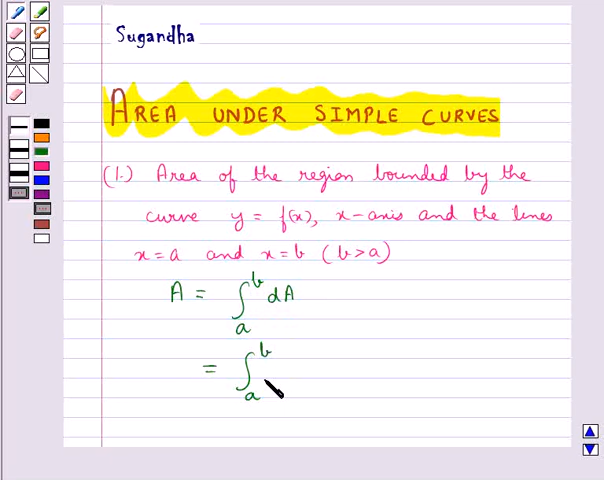 Sugandha
AREA UNDER SIMPLE CURVES
(1.) Area of the region bounded by the
curve y = f(x), x-axis and the lines
x = a and x = b (b > a)
A = ∫_a^b dA
= ∫_a^b